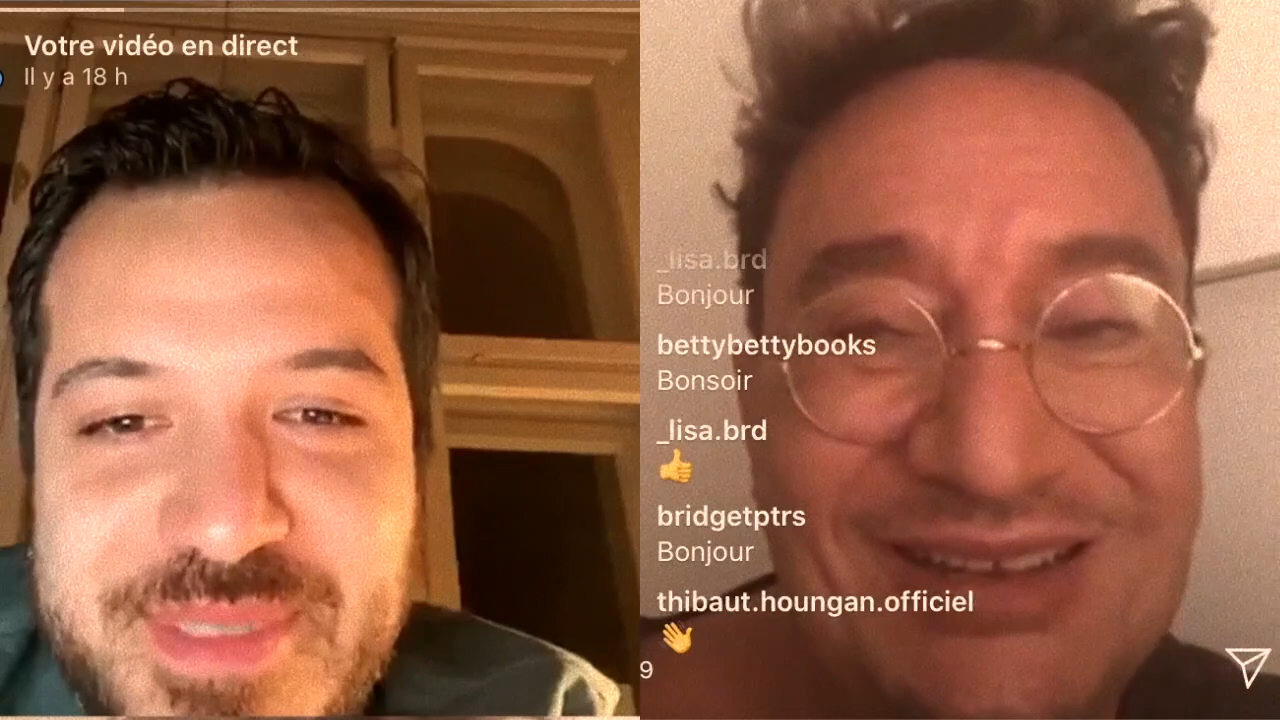 Votre vidéo en direct
Il y a 18 h
_lisa.brd
Bonjour
bettybettybooks
Bonsoir
_lisa.brd
👍
bridgetptrs
Bonjour
thibaut.houngan.officiel
👋
9